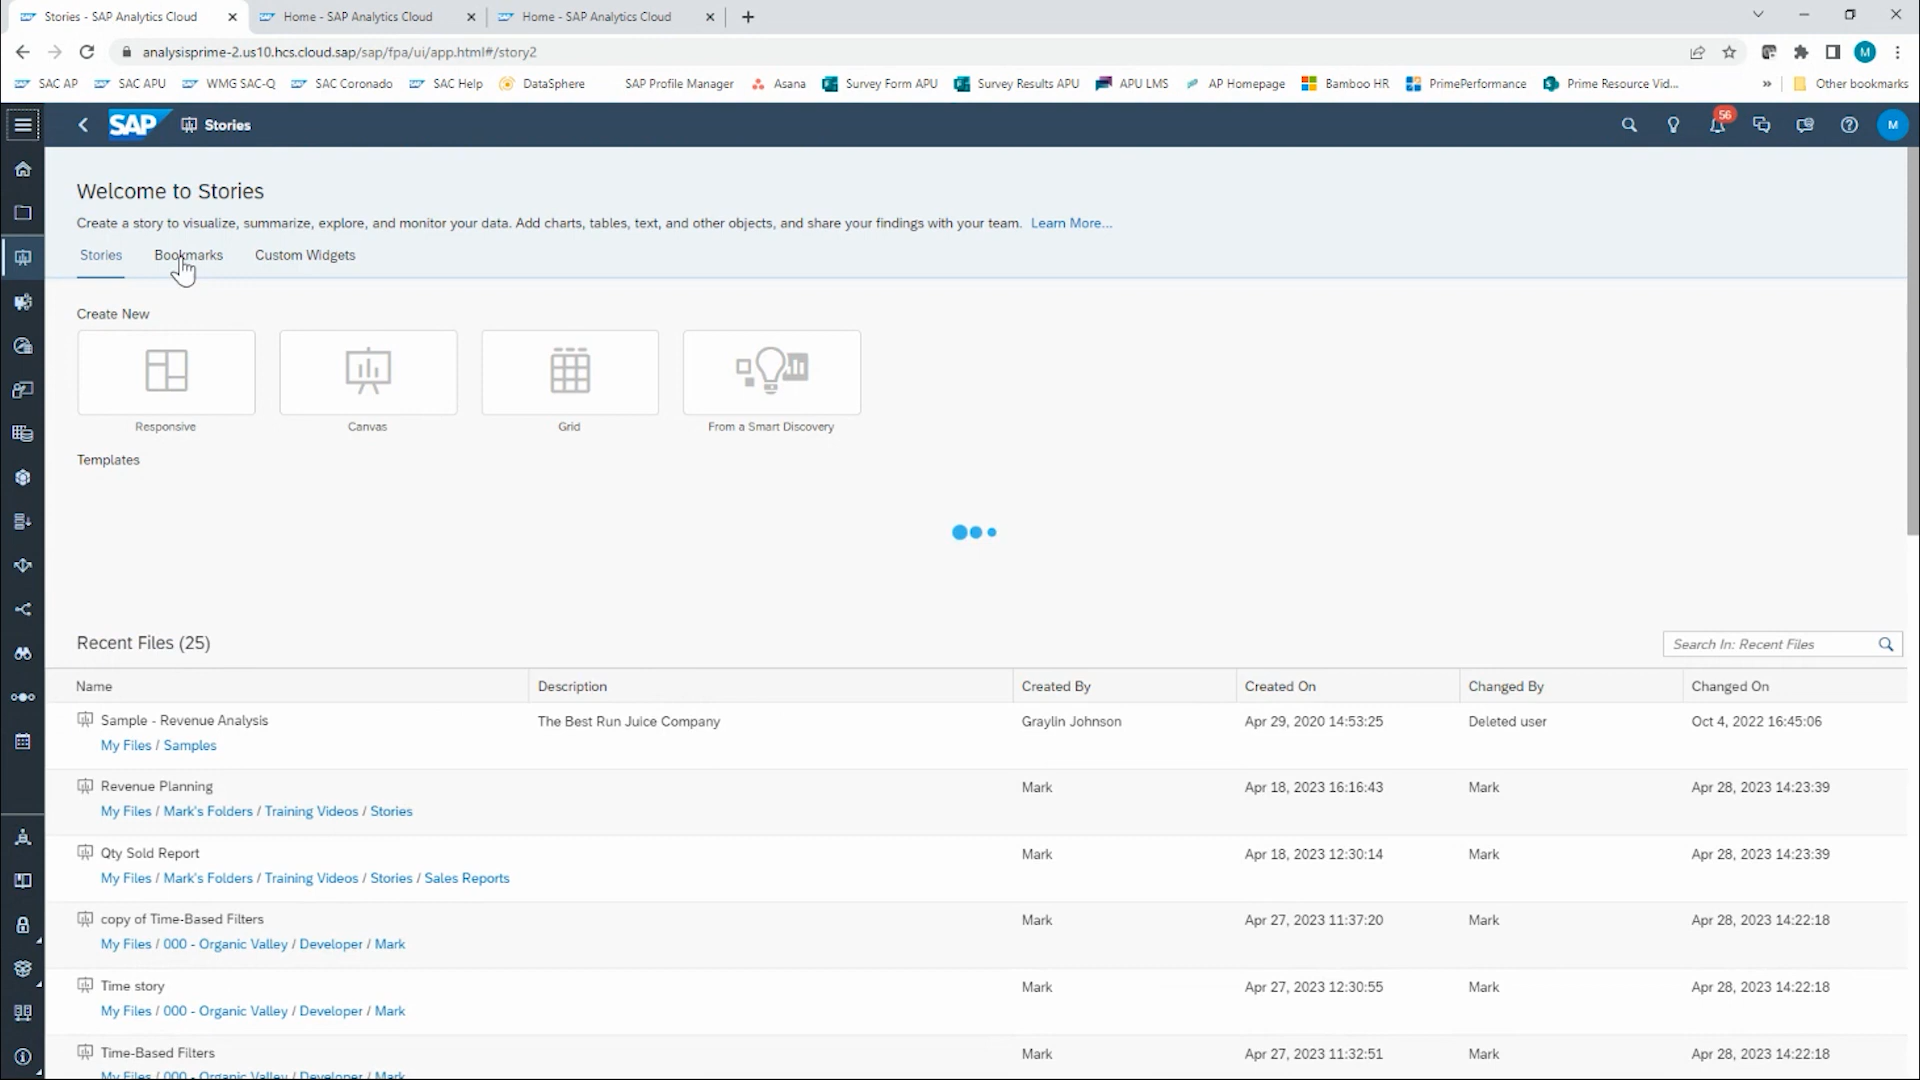 Stories - SAP Analytics Cloud
Home - SAP Analytics Cloud
Home - SAP Analytics Cloud
analysisprime-2.us10.hcs.cloud.sap/sap/fpa/ui/app.html#/story2
M
SAC AP
SAC APU
WMG SAC-Q
SAC Coronado
SAC Help
DataSphere
SAP Profile Manager
Asana
Survey Form APU
Survey Results APU
APU LMS
AP Homepage
Bamboo HR
PrimePerformance
Prime Resource Vid...
»
Other bookmarks
SAP
Stories
56
M
Welcome to Stories
Create a story to visualize, summarize, explore, and monitor your data. Add charts, tables, text, and other objects, and share your findings with your team. Learn More...
Stories
Bookmarks
Custom Widgets
Create New
Responsive
Canvas
Grid
From a Smart Discovery
Templates
Recent Files (25)
Search In: Recent Files
Name
Description
Created By
Created On
Changed By
Changed On
Sample - Revenue Analysis
The Best Run Juice Company
Graylin Johnson
Apr 29, 2020 14:53:25
Deleted user
Oct 4, 2022 16:45:06
My Files / Samples
Revenue Planning
Mark
Apr 18, 2023 16:16:43
Mark
Apr 28, 2023 14:23:39
My Files / Mark's Folders / Training Videos / Stories
Qty Sold Report
Mark
Apr 18, 2023 12:30:14
Mark
Apr 28, 2023 14:23:39
My Files / Mark's Folders / Training Videos / Stories / Sales Reports
copy of Time-Based Filters
Mark
Apr 27, 2023 11:37:20
Mark
Apr 28, 2023 14:22:18
My Files / 000 - Organic Valley / Developer / Mark
Time story
Mark
Apr 27, 2023 12:30:55
Mark
Apr 28, 2023 14:22:18
My Files / 000 - Organic Valley / Developer / Mark
Time-Based Filters
Mark
Apr 27, 2023 11:32:51
Mark
Apr 28, 2023 14:22:18
My Files / 000 - Organic Valley / Developer / Mark